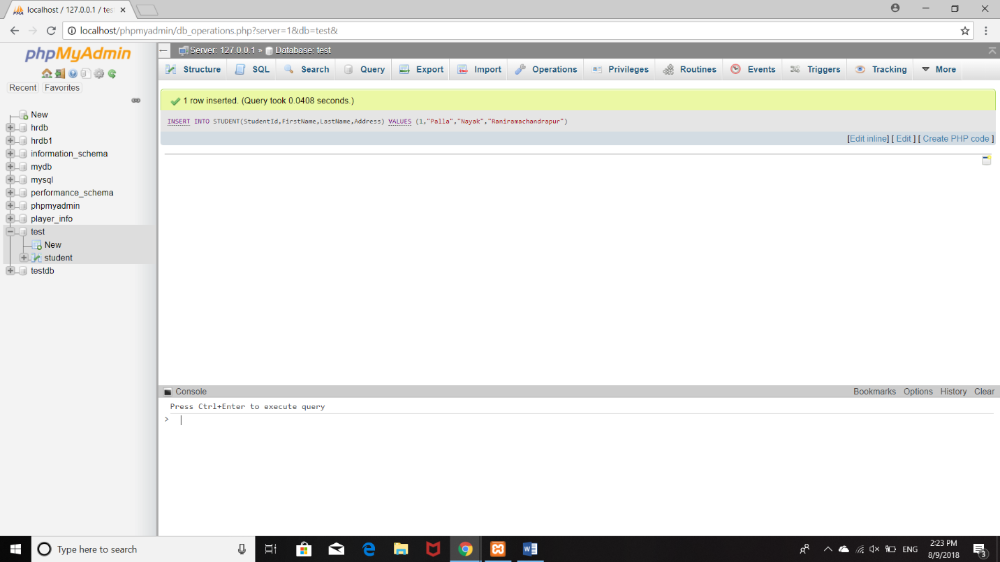 localhost / 127.0.0.1 / tes
localhost/phpmyadmin/db_operations.php?server=1&db=test&
phpMyAdmin
Recent Favorites
New
hrdb
hrdb1
information_schema
mydb
mysql
performance_schema
phpmyadmin
player_info
test
New
student
testdb
Server: 127.0.0.1 » Database: test
Structure SQL Search Query Export Import Operations Privileges Routines Events Triggers Tracking More
1 row inserted. (Query took 0.0408 seconds.)
INSERT INTO STUDENT(StudentId,FirstName,LastName,Address) VALUES (1,"Palla","Nayak","Raniramachandrapur")
[Edit inline] [ Edit ] [ Create PHP code ]
Console Bookmarks Options History Clear
Press Ctrl+Enter to execute query
>
Type here to search
ENG
2:23 PM
8/9/2018
3